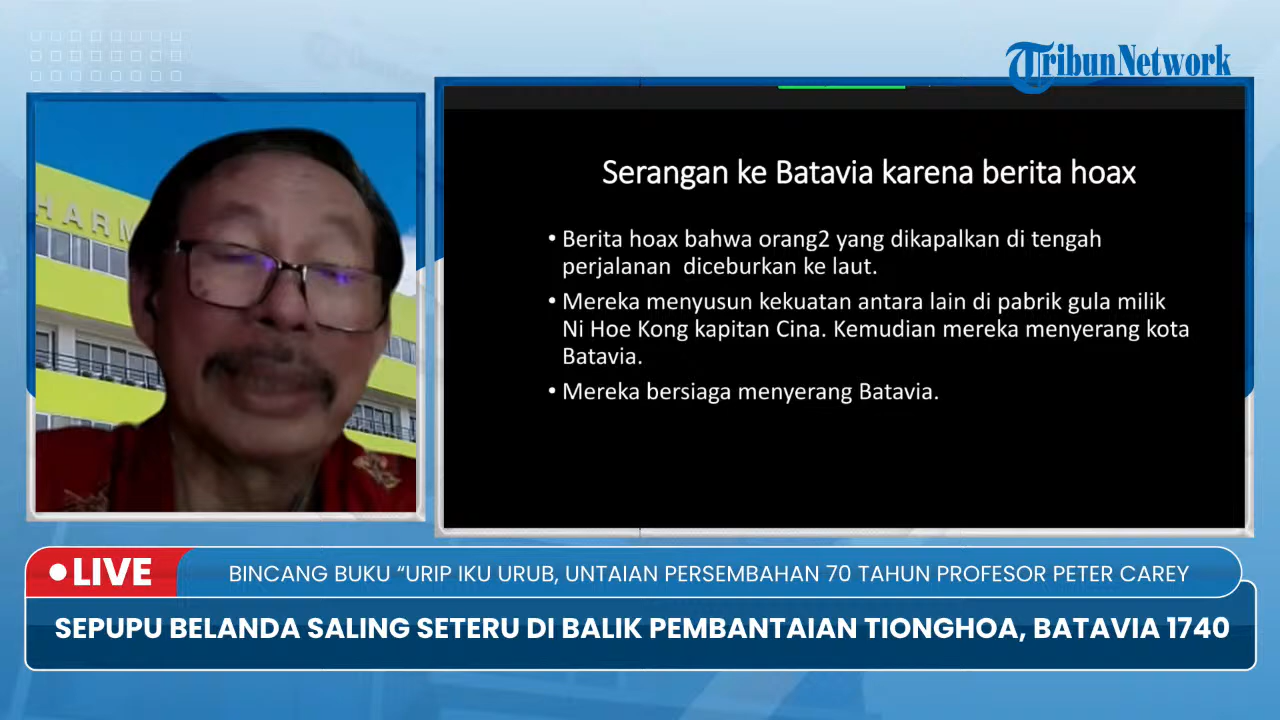 TribunNetwork
HARM
Serangan ke Batavia karena berita hoax
• Berita hoax bahwa orang2 yang dikapalkan di tengah
perjalanan diceburkan ke laut.
• Mereka menyusun kekuatan antara lain di pabrik gula milik
Ni Hoe Kong kapitan Cina. Kemudian mereka menyerang kota
Batavia.
• Mereka bersiaga menyerang Batavia.
LIVE
BINCANG BUKU “URIP IKU URUB, UNTAIAN PERSEMBAHAN 70 TAHUN PROFESOR PETER CAREY
SEPUPU BELANDA SALING SETERU DI BALIK PEMBANTAIAN TIONGHOA, BATAVIA 1740